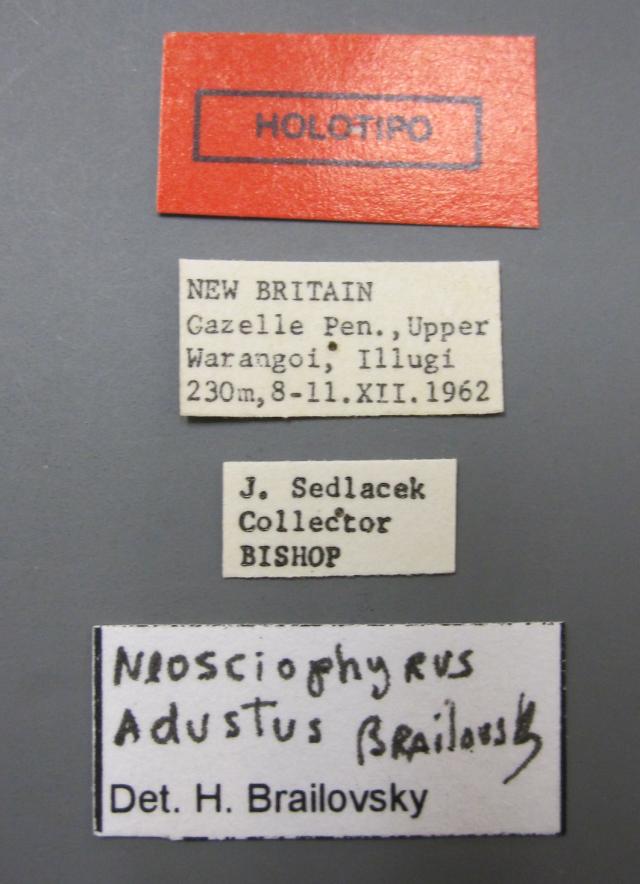 HOLOTIPO
NEW BRITAIN
Gazelle Pen.,Upper
Warangoi, Illugi
230m,8-11.XII.1962
J. Sedlacek
Collector
BISHOP
Neosciophyrus
Adustus Brailovsky
Det. H. Brailovsky